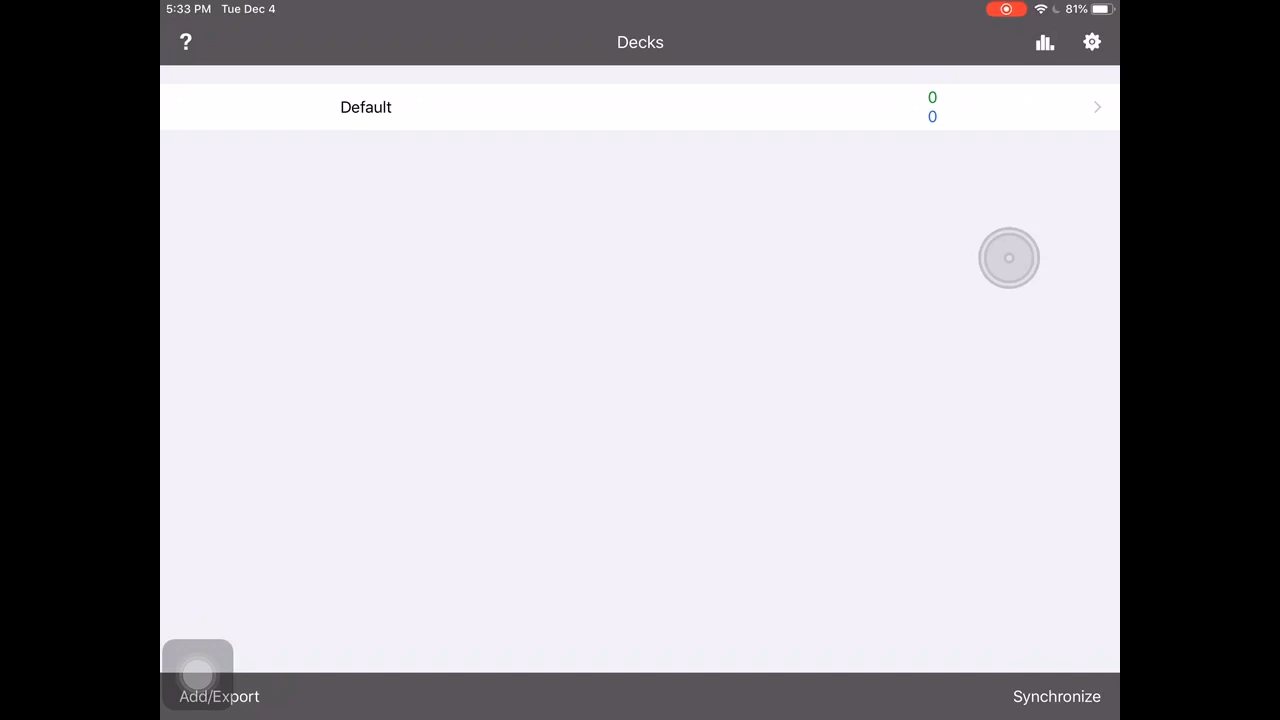 5:33 PM Tue Dec 4
81%
?
Decks
Default
0
0
Add/Export
Synchronize